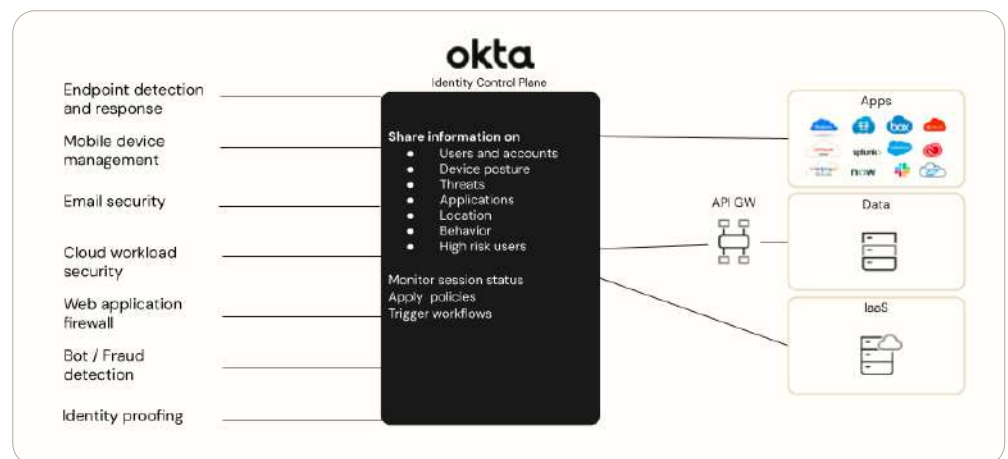 okta
Identity Control Plane
Endpoint detection
and response
Mobile device
management
Email security
Cloud workload
security
Web application
firewall
Bot / Fraud
detection
Identity proofing
Share information on
● Users and accounts
● Device posture
● Threats
● Applications
● Location
● Behavior
● High risk users
Monitor session status
Apply policies
Trigger workflows
API GW
Apps
box
splunk>
now
Data
IaaS